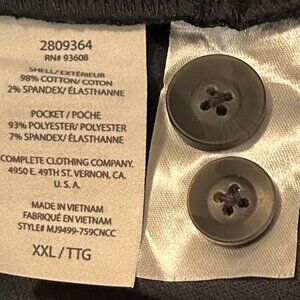 2809364
RN# 93608
SHELL/EXTÉRIEUR
98% COTTON/ COTON
2% SPANDEX/ ÉLASTHANNE
POCKET / POCHE
93% POLYESTER/ POLYESTER
7% SPANDEX/ ÉLASTHANNE
COMPLETE CLOTHING COMPANY.
4950 E. 49TH ST. VERNON, CA.
U. S. A.
MADE IN VIETNAM
FABRIQUÉ EN VIETNAM
STYLE# MJ9499-759CNCC
XXL / TTG